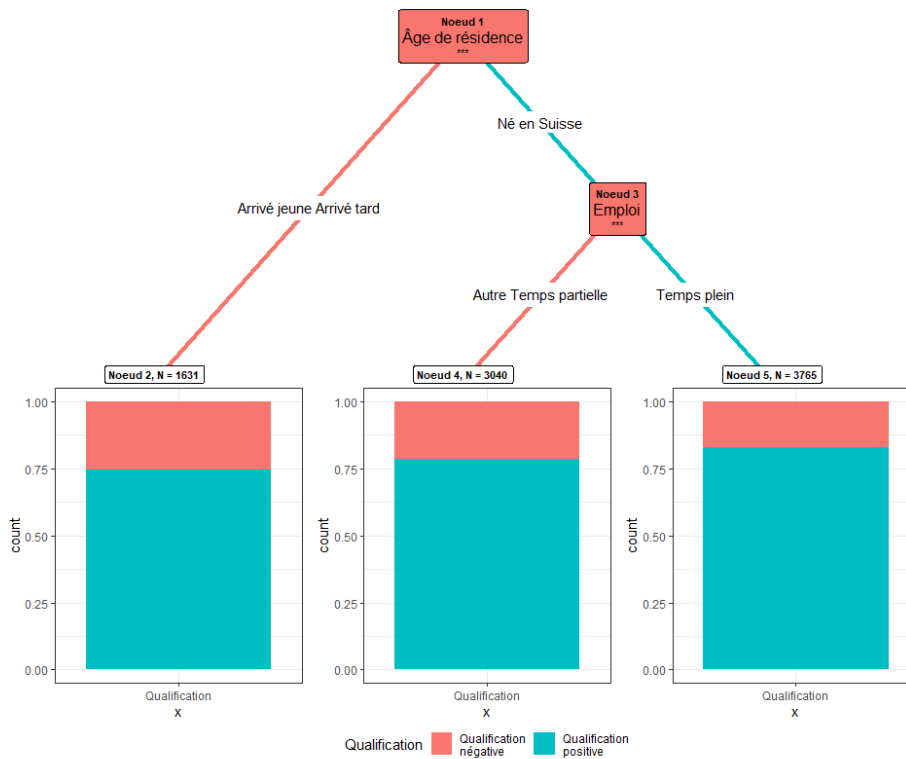 Noeud 1
Âge de résidence
***
Né en Suisse
Noeud 3
Emploi
***
Arrivé jeune Arrivé tard
Autre Temps partielle
Temps plein
Noeud 2, N = 1631
Noeud 4, N = 3040
Noeud 5, N = 3765
1.00
0.75
0.50
0.25
0.00
count
Qualification
x
1.00
0.75
0.50
0.25
0.00
count
Qualification
x
1.00
0.75
0.50
0.25
0.00
count
Qualification
x
Qualification
Qualification
négative
Qualification
positive